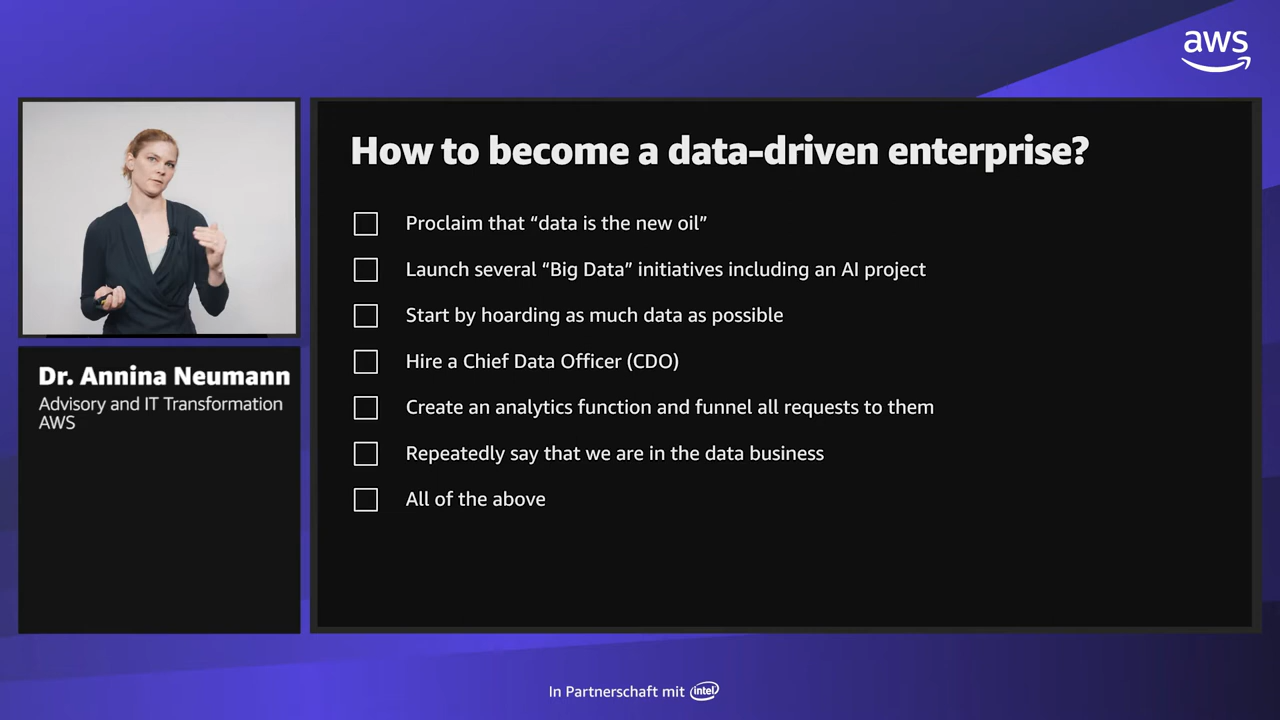 aws
How to become a data-driven enterprise?
Proclaim that “data is the new oil”
Launch several “Big Data” initiatives including an AI project
Start by hoarding as much data as possible
Hire a Chief Data Officer (CDO)
Create an analytics function and funnel all requests to them
Repeatedly say that we are in the data business
All of the above
Dr. Annina Neumann
Advisory and IT Transformation
AWS
In Partnerschaft mit intel